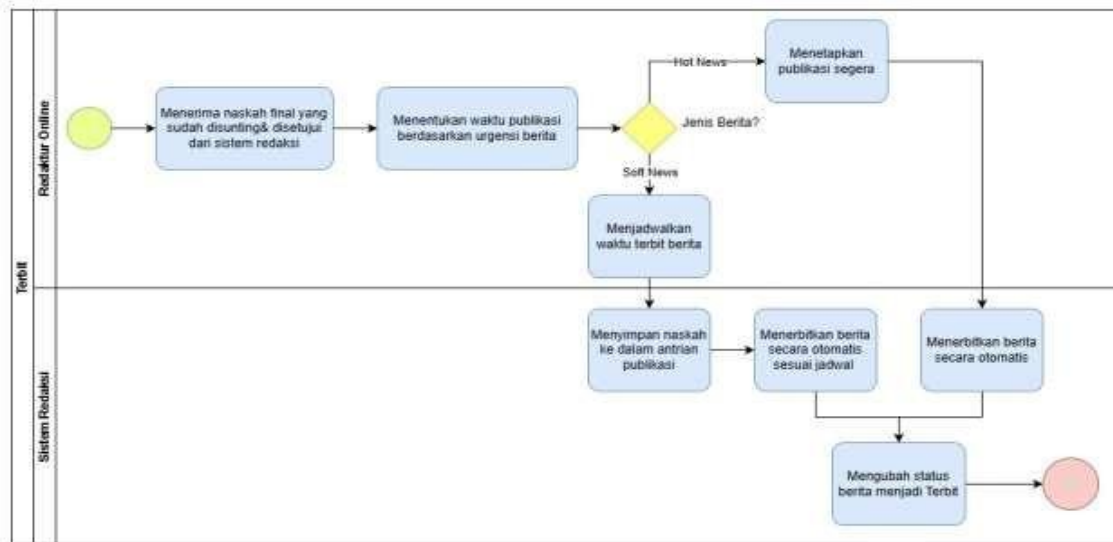 Terbit
Redaktur Online
Menerima naskah final yang
sudah disunting& disetujui
dari sistem redaksi
Menentukan waktu publikasi
berdasarkan urgensi berita
Jenis Berita?
Hot News
Menetapkan
publikasi segera
Soft News
Menjadwalkan
waktu terbit berita
Sistem Redaksi
Menyimpan naskah
ke dalam antrian
publikasi
Menerbitkan berita
secara otomatis
sesuai jadwal
Menerbitkan berita
secara otomatis
Mengubah status
berita menjadi Terbit